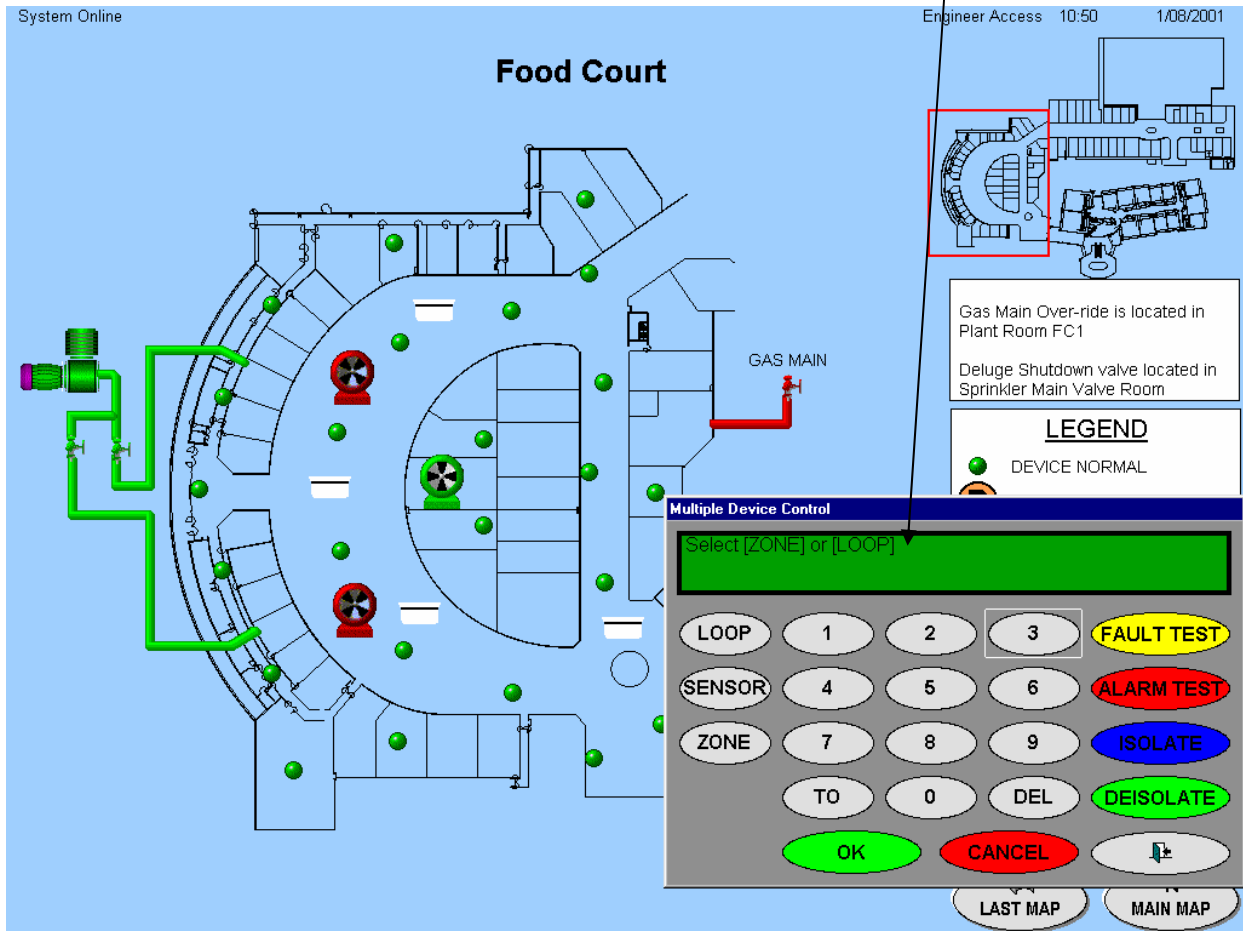 System Online
Engineer Access 10:50 1/08/2001
Food Court
Gas Main Over-ride is located in
Plant Room FC1
Deluge Shutdown valve located in
Sprinkler Main Valve Room
GAS MAIN
LEGEND
DEVICE NORMAL
Multiple Device Control
Select [ZONE] or [LOOP]
LOOP 1 2 3 FAULT TEST
SENSOR 4 5 6 ALARM TEST
ZONE 7 8 9 ISOLATE
TO 0 DEL DEISOLATE
OK CANCEL
LAST MAP MAIN MAP